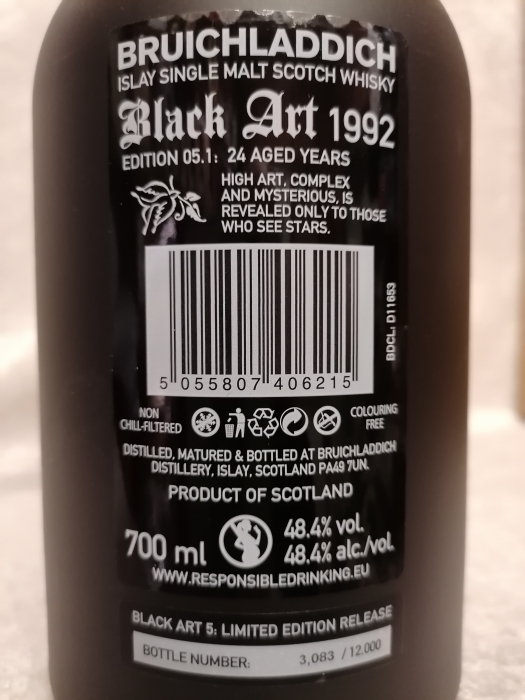 BRUICHLADDICH
ISLAY SINGLE MALT SCOTCH WHISKY
Black Art 1992
EDITION 05.1: 24 AGED YEARS
HIGH ART, COMPLEX
AND MYSTERIOUS, IS
REVEALED ONLY TO THOSE
WHO SEE STARS.
BDCL: D11653
5 055807 406215
NON
CHILL-FILTERED
COLOURING
FREE
DISTILLED, MATURED & BOTTLED AT BRUICHLADDICH
DISTILLERY, ISLAY, SCOTLAND PA49 7UN.
PRODUCT OF SCOTLAND
700 ml
48.4% vol.
48.4% alc./vol.
WWW.RESPONSIBLEDRINKING.EU
BLACK ART 5: LIMITED EDITION RELEASE
BOTTLE NUMBER: 3,083 / 12,000